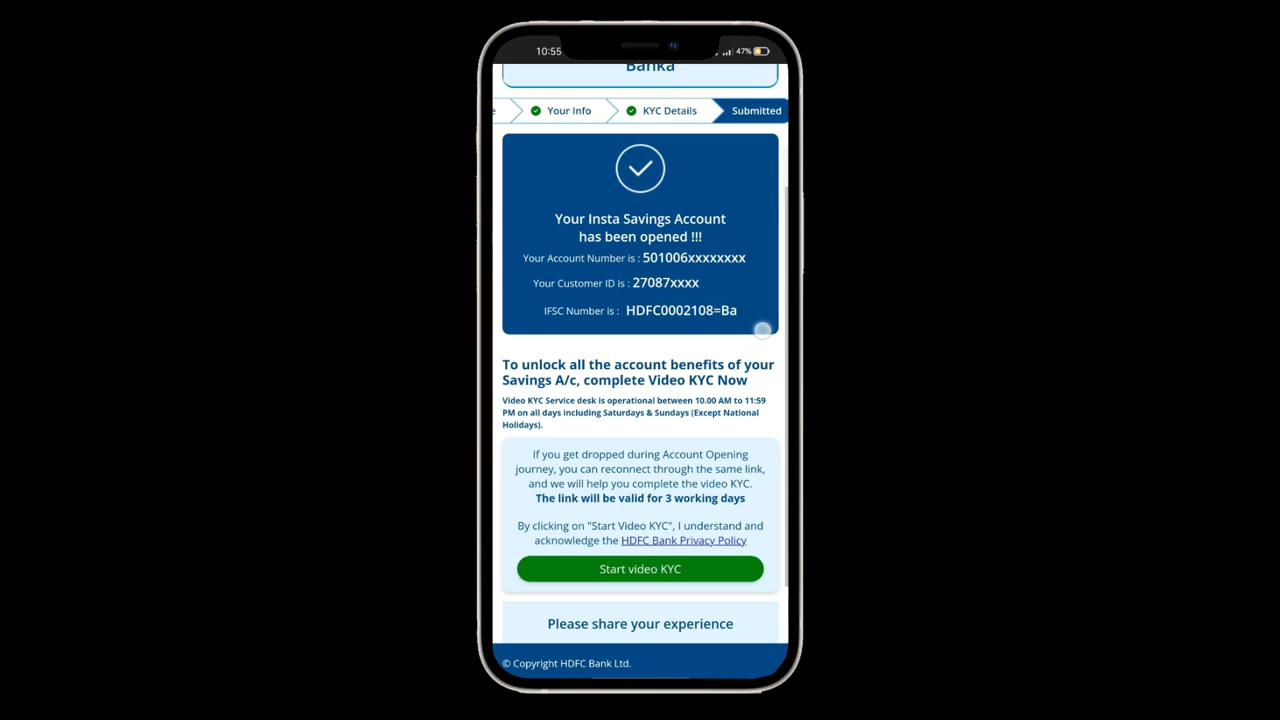 10:55
47%
Banka
e
Your Info
KYC Details
Submitted
Your Insta Savings Account
has been opened !!!
Your Account Number is : 501006xxxxxxxx
Your Customer ID is : 27087xxxx
IFSC Number is : HDFC0002108=Ba
To unlock all the account benefits of your
Savings A/c, complete Video KYC Now
Video KYC Service desk is operational between 10.00 AM to 11:59
PM on all days including Saturdays & Sundays (Except National
Holidays).
If you get dropped during Account Opening
journey, you can reconnect through the same link,
and we will help you complete the video KYC.
The link will be valid for 3 working days
By clicking on "Start Video KYC", I understand and
acknowledge the HDFC Bank Privacy Policy
Start video KYC
Please share your experience
© Copyright HDFC Bank Ltd.